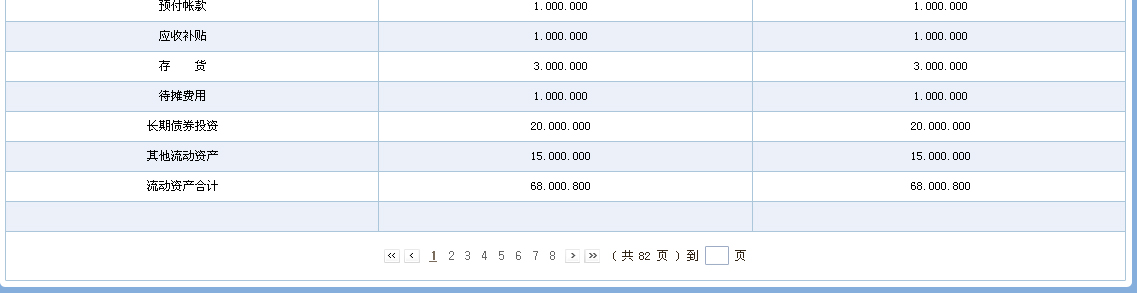 预付帐款 1.000.000 1.000.000
应收补贴 1.000.000 1.000.000
存 货 3.000.000 3.000.000
待摊费用 1.000.000 1.000.000
长期债券投资 20.000.000 20.000.000
其他流动资产 15.000.000 15.000.000
流动资产合计 68.000.800 68.000.800
« ‹ 1 2 3 4 5 6 7 8 › » ( 共 82 页 ) 到 页